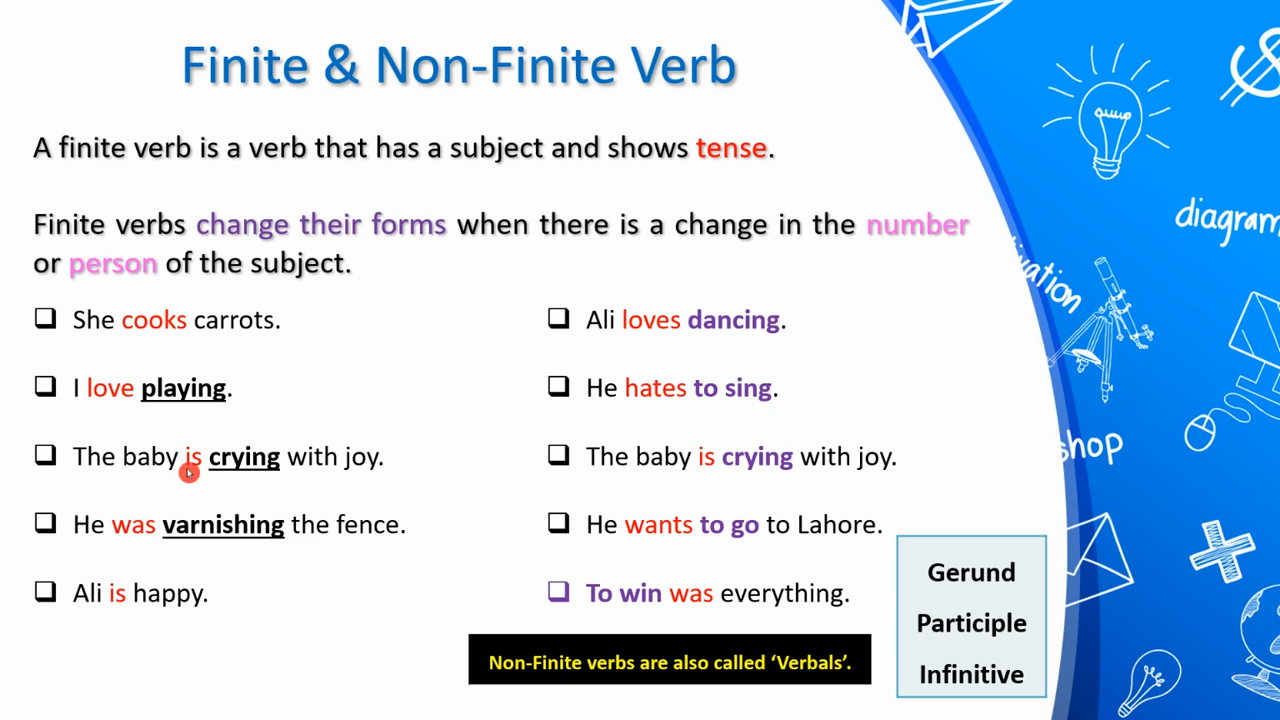 Finite & Non-Finite Verb
A finite verb is a verb that has a subject and shows tense.
Finite verbs change their forms when there is a change in the number
or person of the subject.
She cooks carrots.
I love playing.
The baby is crying with joy.
He was varnishing the fence.
Ali is happy.
Ali loves dancing.
He hates to sing.
The baby is crying with joy.
He wants to go to Lahore.
To win was everything.
Non-Finite verbs are also called ‘Verbals’.
Gerund
Participle
Infinitive
$
diagram
ivation
shop